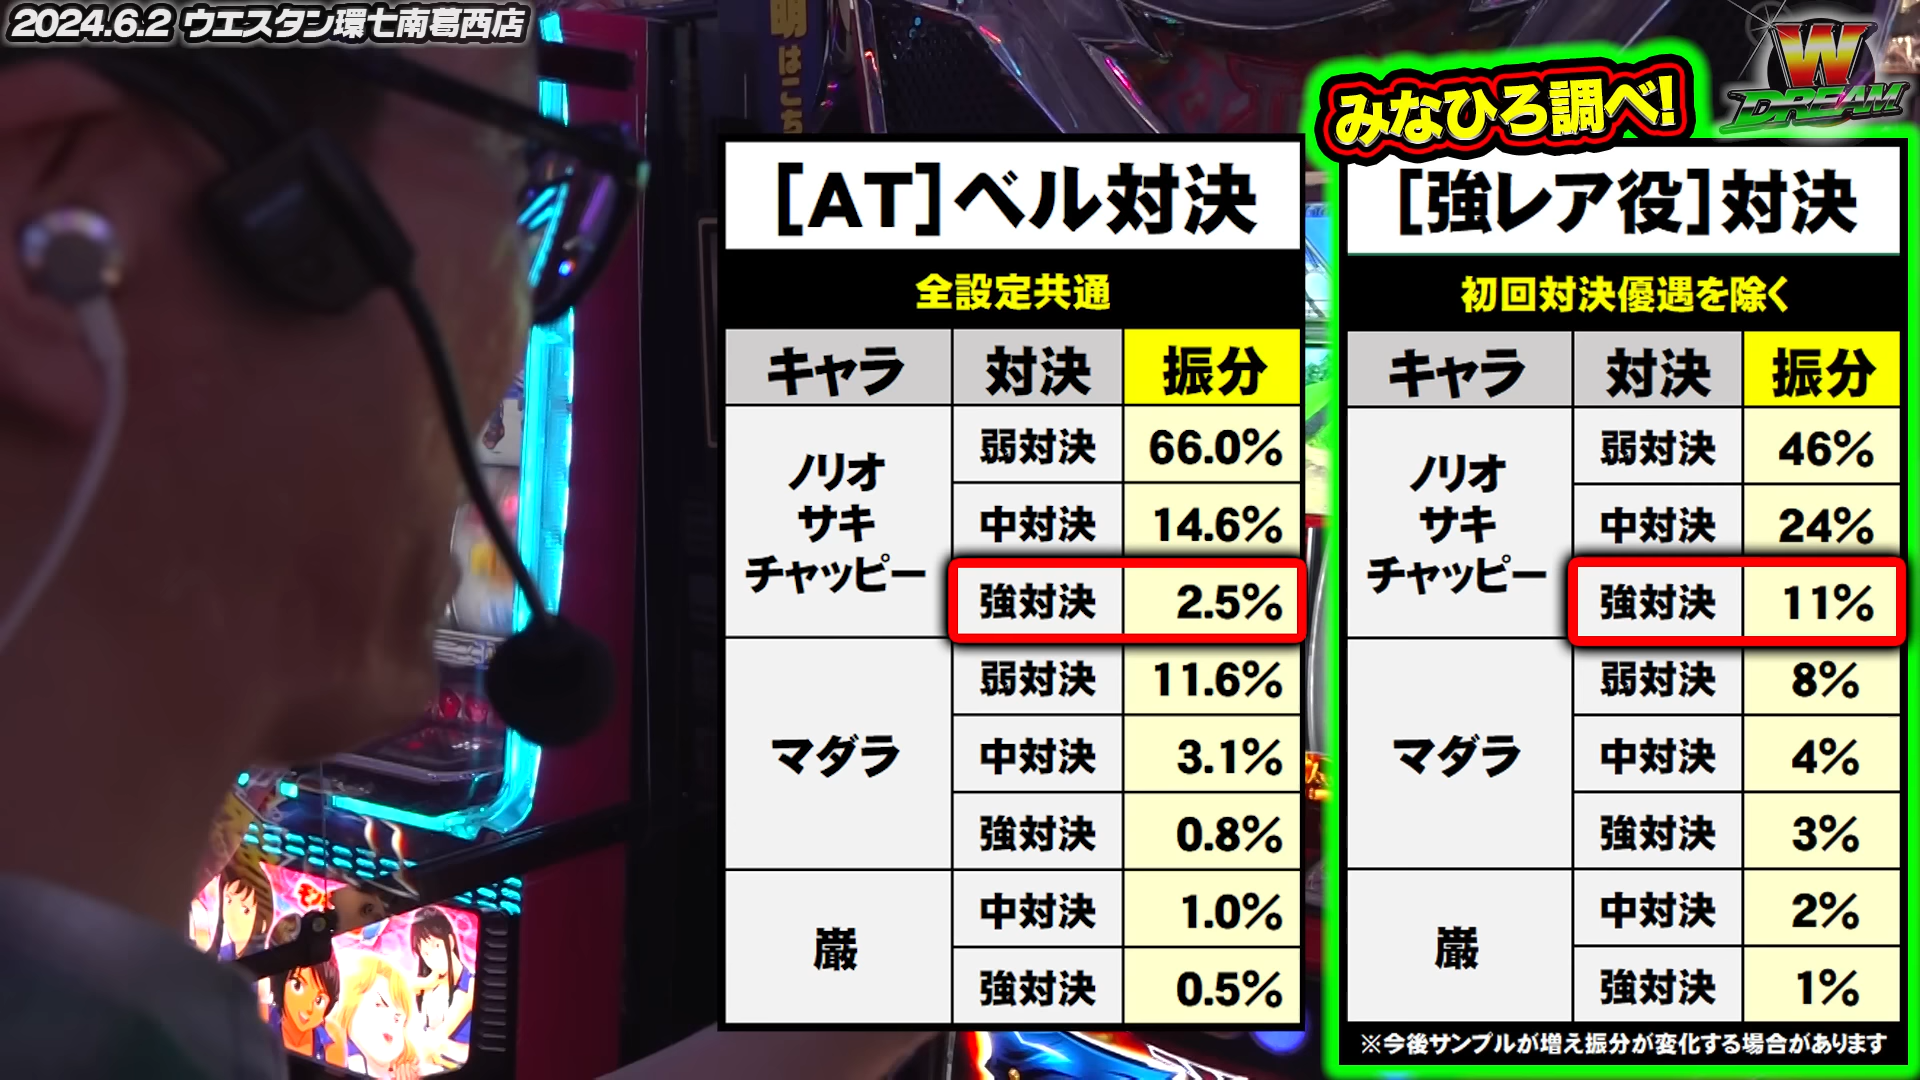 2024.6.2 ウエスタン環七南葛西店
明はこち
W
DREAM
みなひろ調べ!
[AT]ベル対決
全設定共通
キャラ 対決 振分
ノリオ
サキ
チャッピー
弱対決 66.0%
中対決 14.6%
強対決 2.5%
マダラ
弱対決 11.6%
中対決 3.1%
強対決 0.8%
巌
中対決 1.0%
強対決 0.5%
[強レア役]対決
初回対決優遇を除く
キャラ 対決 振分
ノリオ
サキ
チャッピー
弱対決 46%
中対決 24%
強対決 11%
マダラ
弱対決 8%
中対決 4%
強対決 3%
巌
中対決 2%
強対決 1%
※今後サンプルが増え振分が変化する場合があります